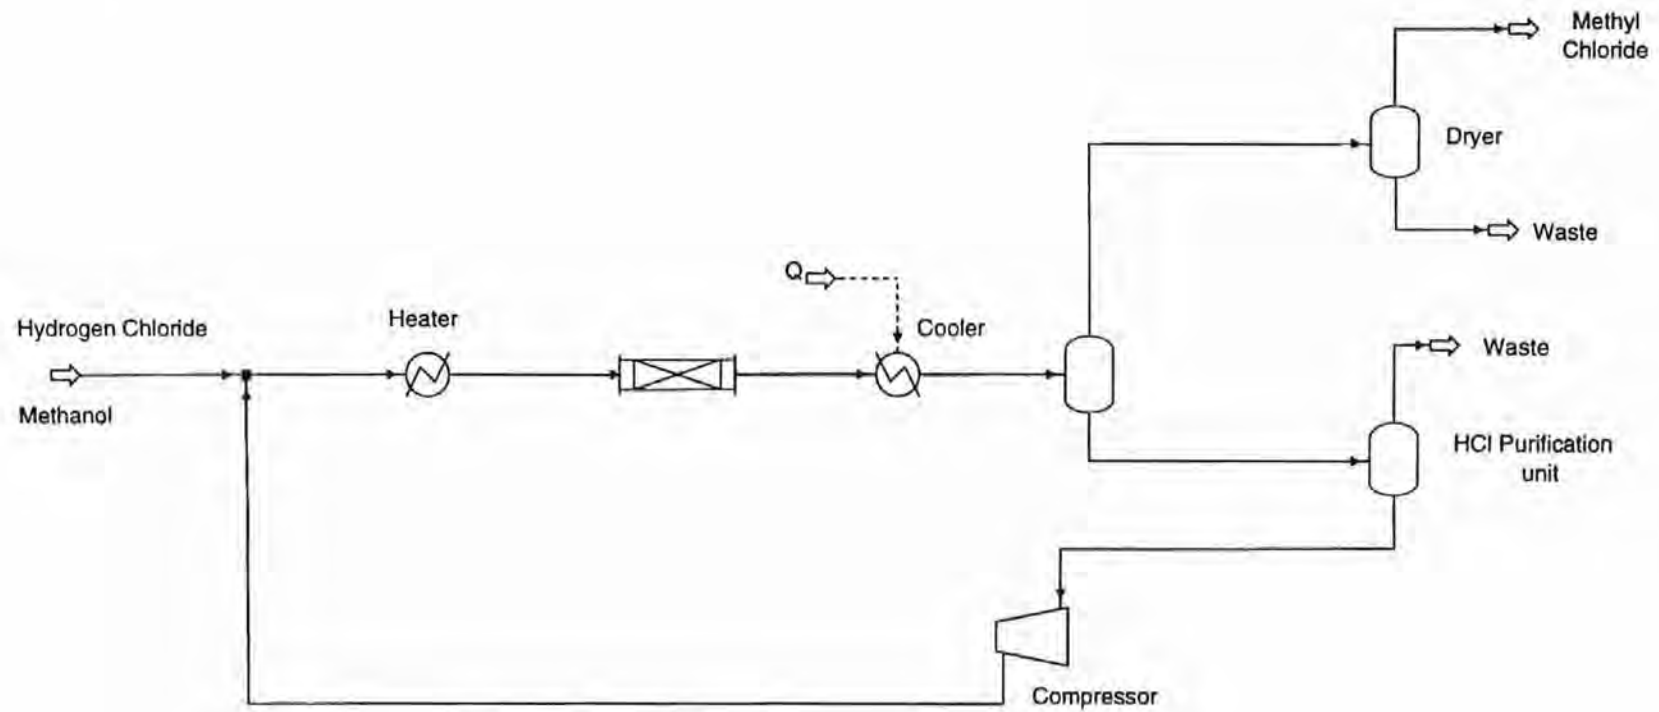 Methyl
Chloride
Dryer
Waste
Q
Hydrogen Chloride
Heater
Cooler
Waste
Methanol
HCl Purification
unit
Compressor